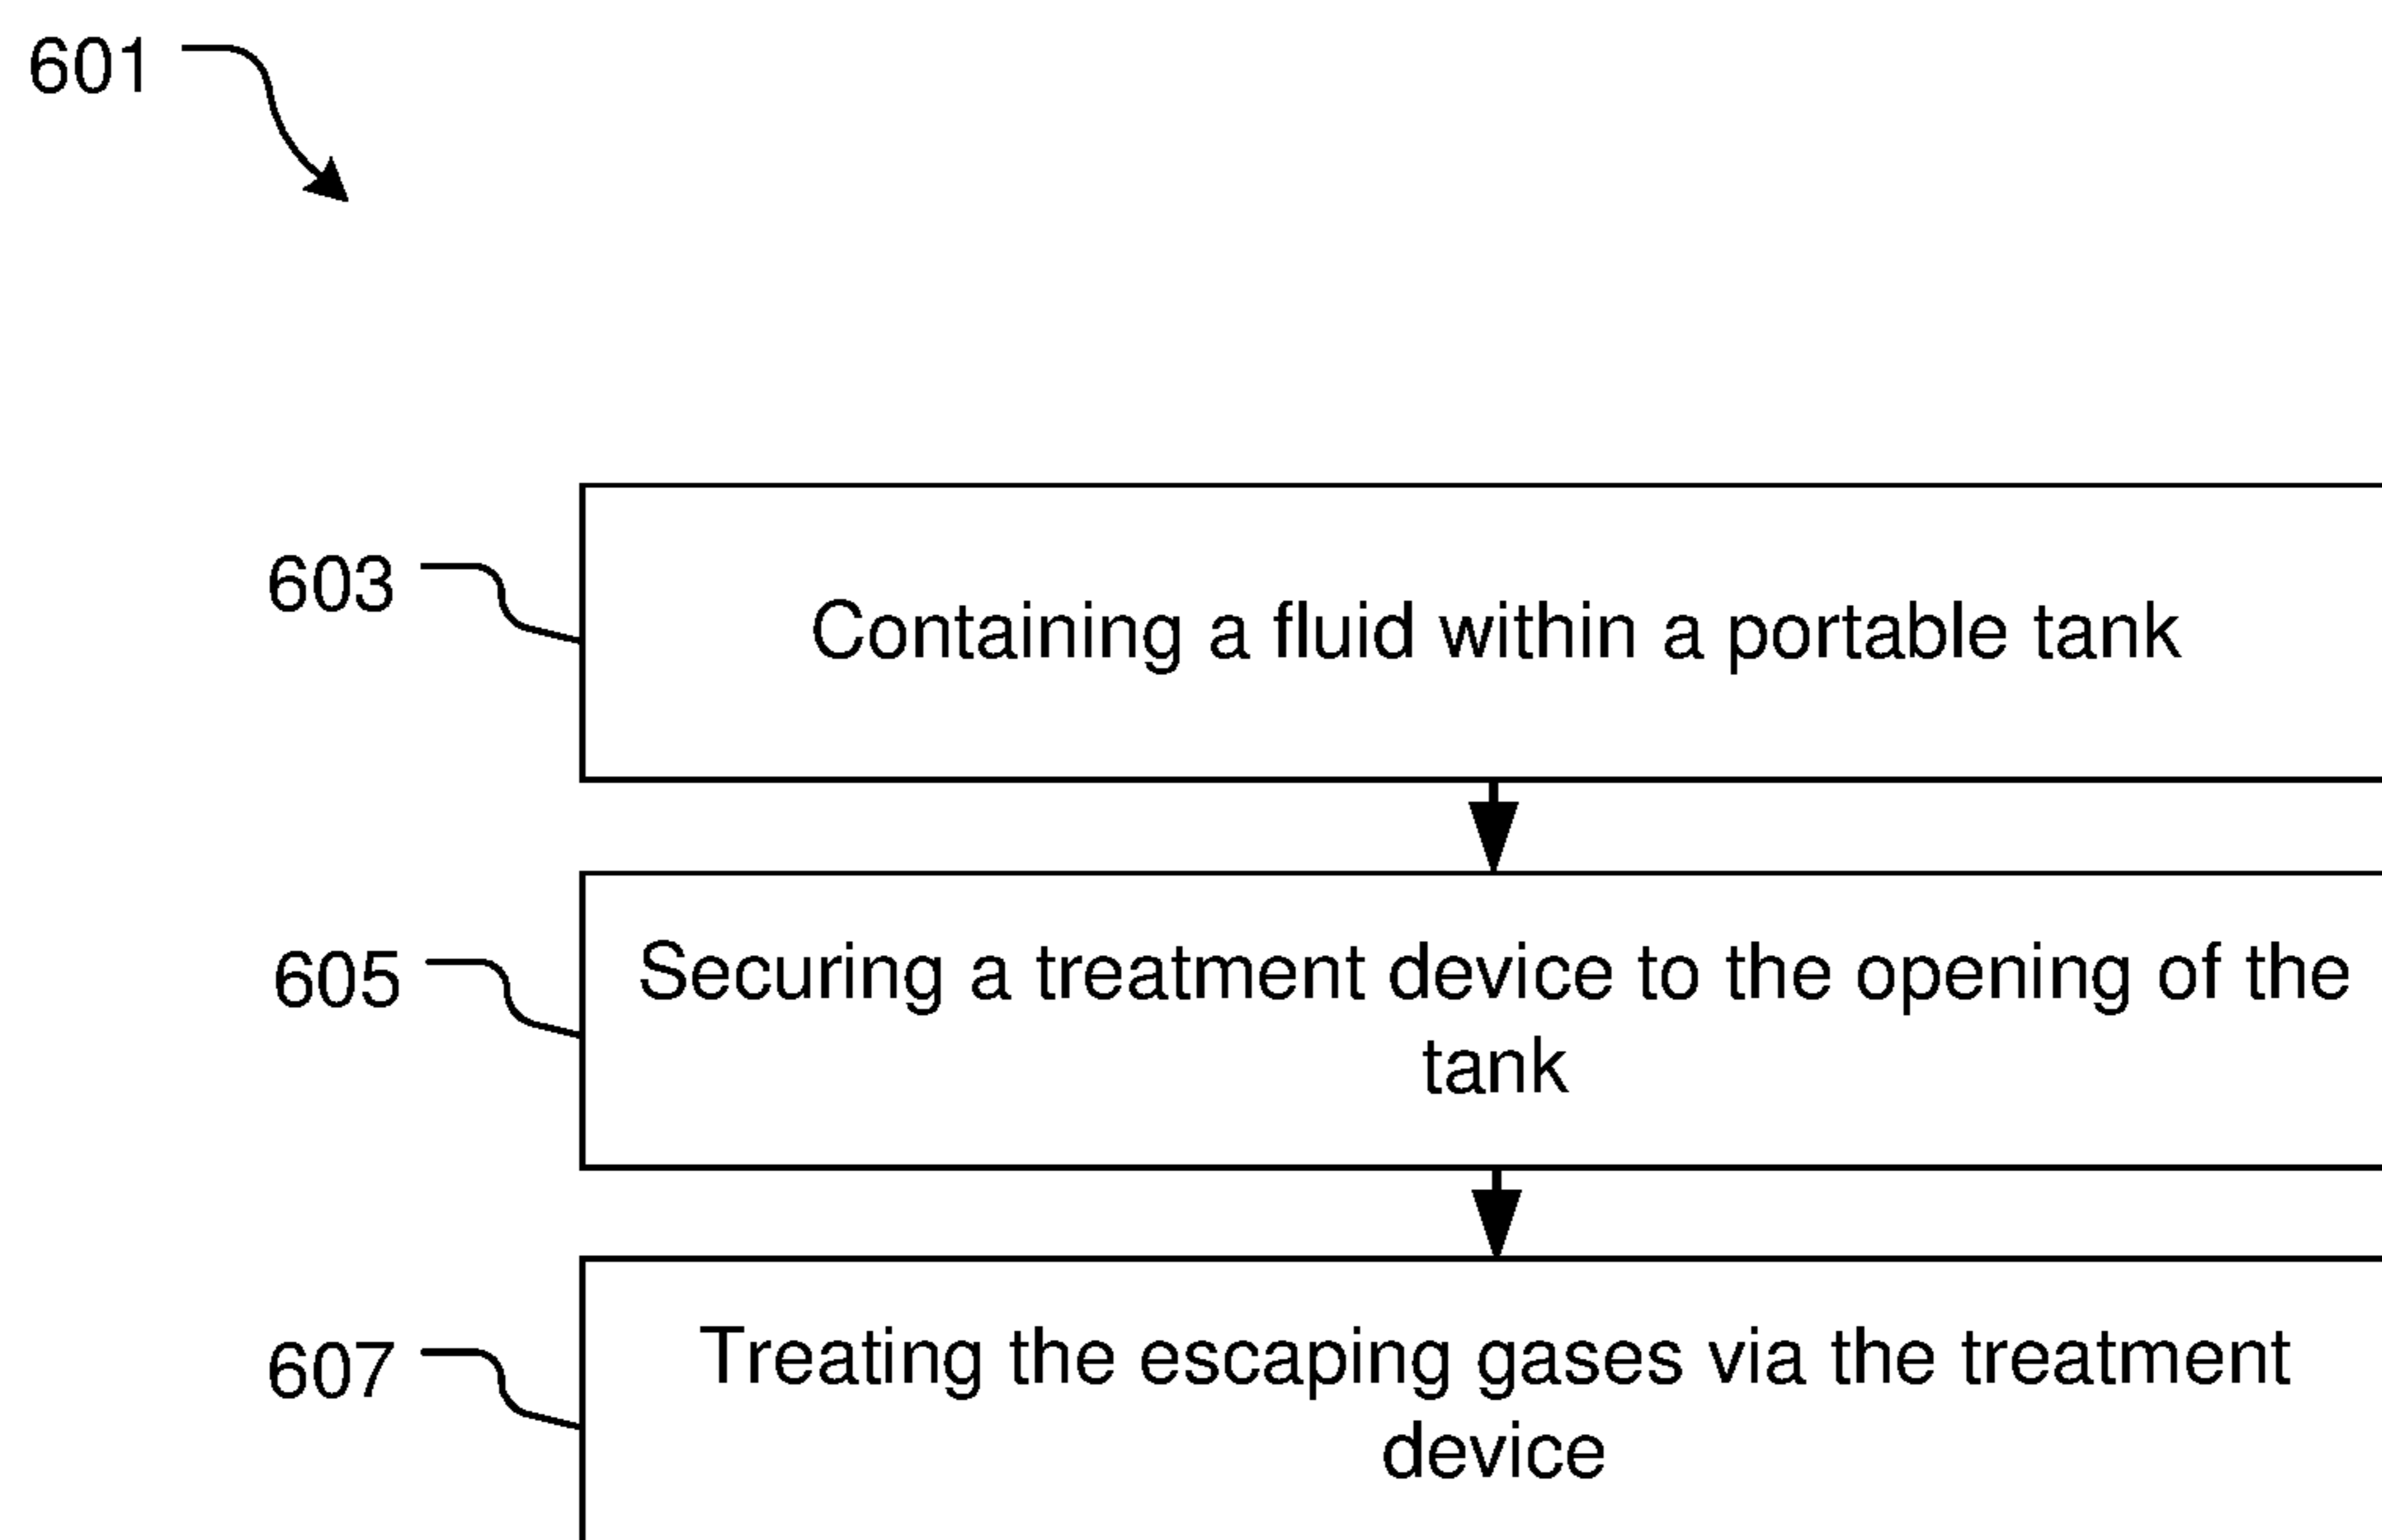 601
603
Containing a fluid within a portable tank
605
Securing a treatment device to the opening of the
tank
607
Treating the escaping gases via the treatment
device